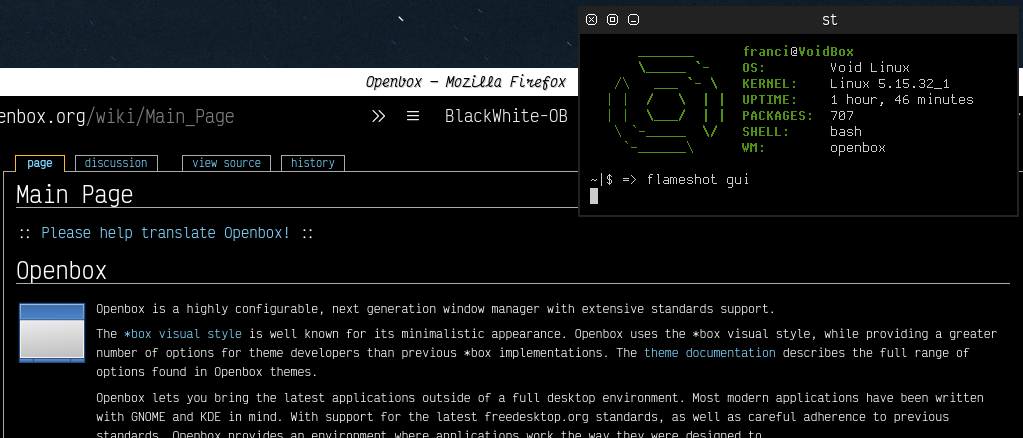 st
Openbox — Mozilla Firefox
enbox.org/wiki/Main_Page
BlackWhite-OB
franci@VoidBox
OS: Void Linux
KERNEL: Linux 5.15.32_1
UPTIME: 1 hour, 46 minutes
PACKAGES: 707
SHELL: bash
WM: openbox
~|$ => flameshot gui
page discussion view source history
Main Page
:: Please help translate Openbox! ::
Openbox
Openbox is a highly configurable, next generation window manager with extensive standards support.
The *box visual style is well known for its minimalistic appearance. Openbox uses the *box visual style, while providing a greater
number of options for theme developers than previous *box implementations. The theme documentation describes the full range of
options found in Openbox themes.
Openbox lets you bring the latest applications outside of a full desktop environment. Most modern applications have been written
with GNOME and KDE in mind. With support for the latest freedesktop.org standards, as well as careful adherence to previous
standards, Openbox provides an environment where applications work the way they were designed to.